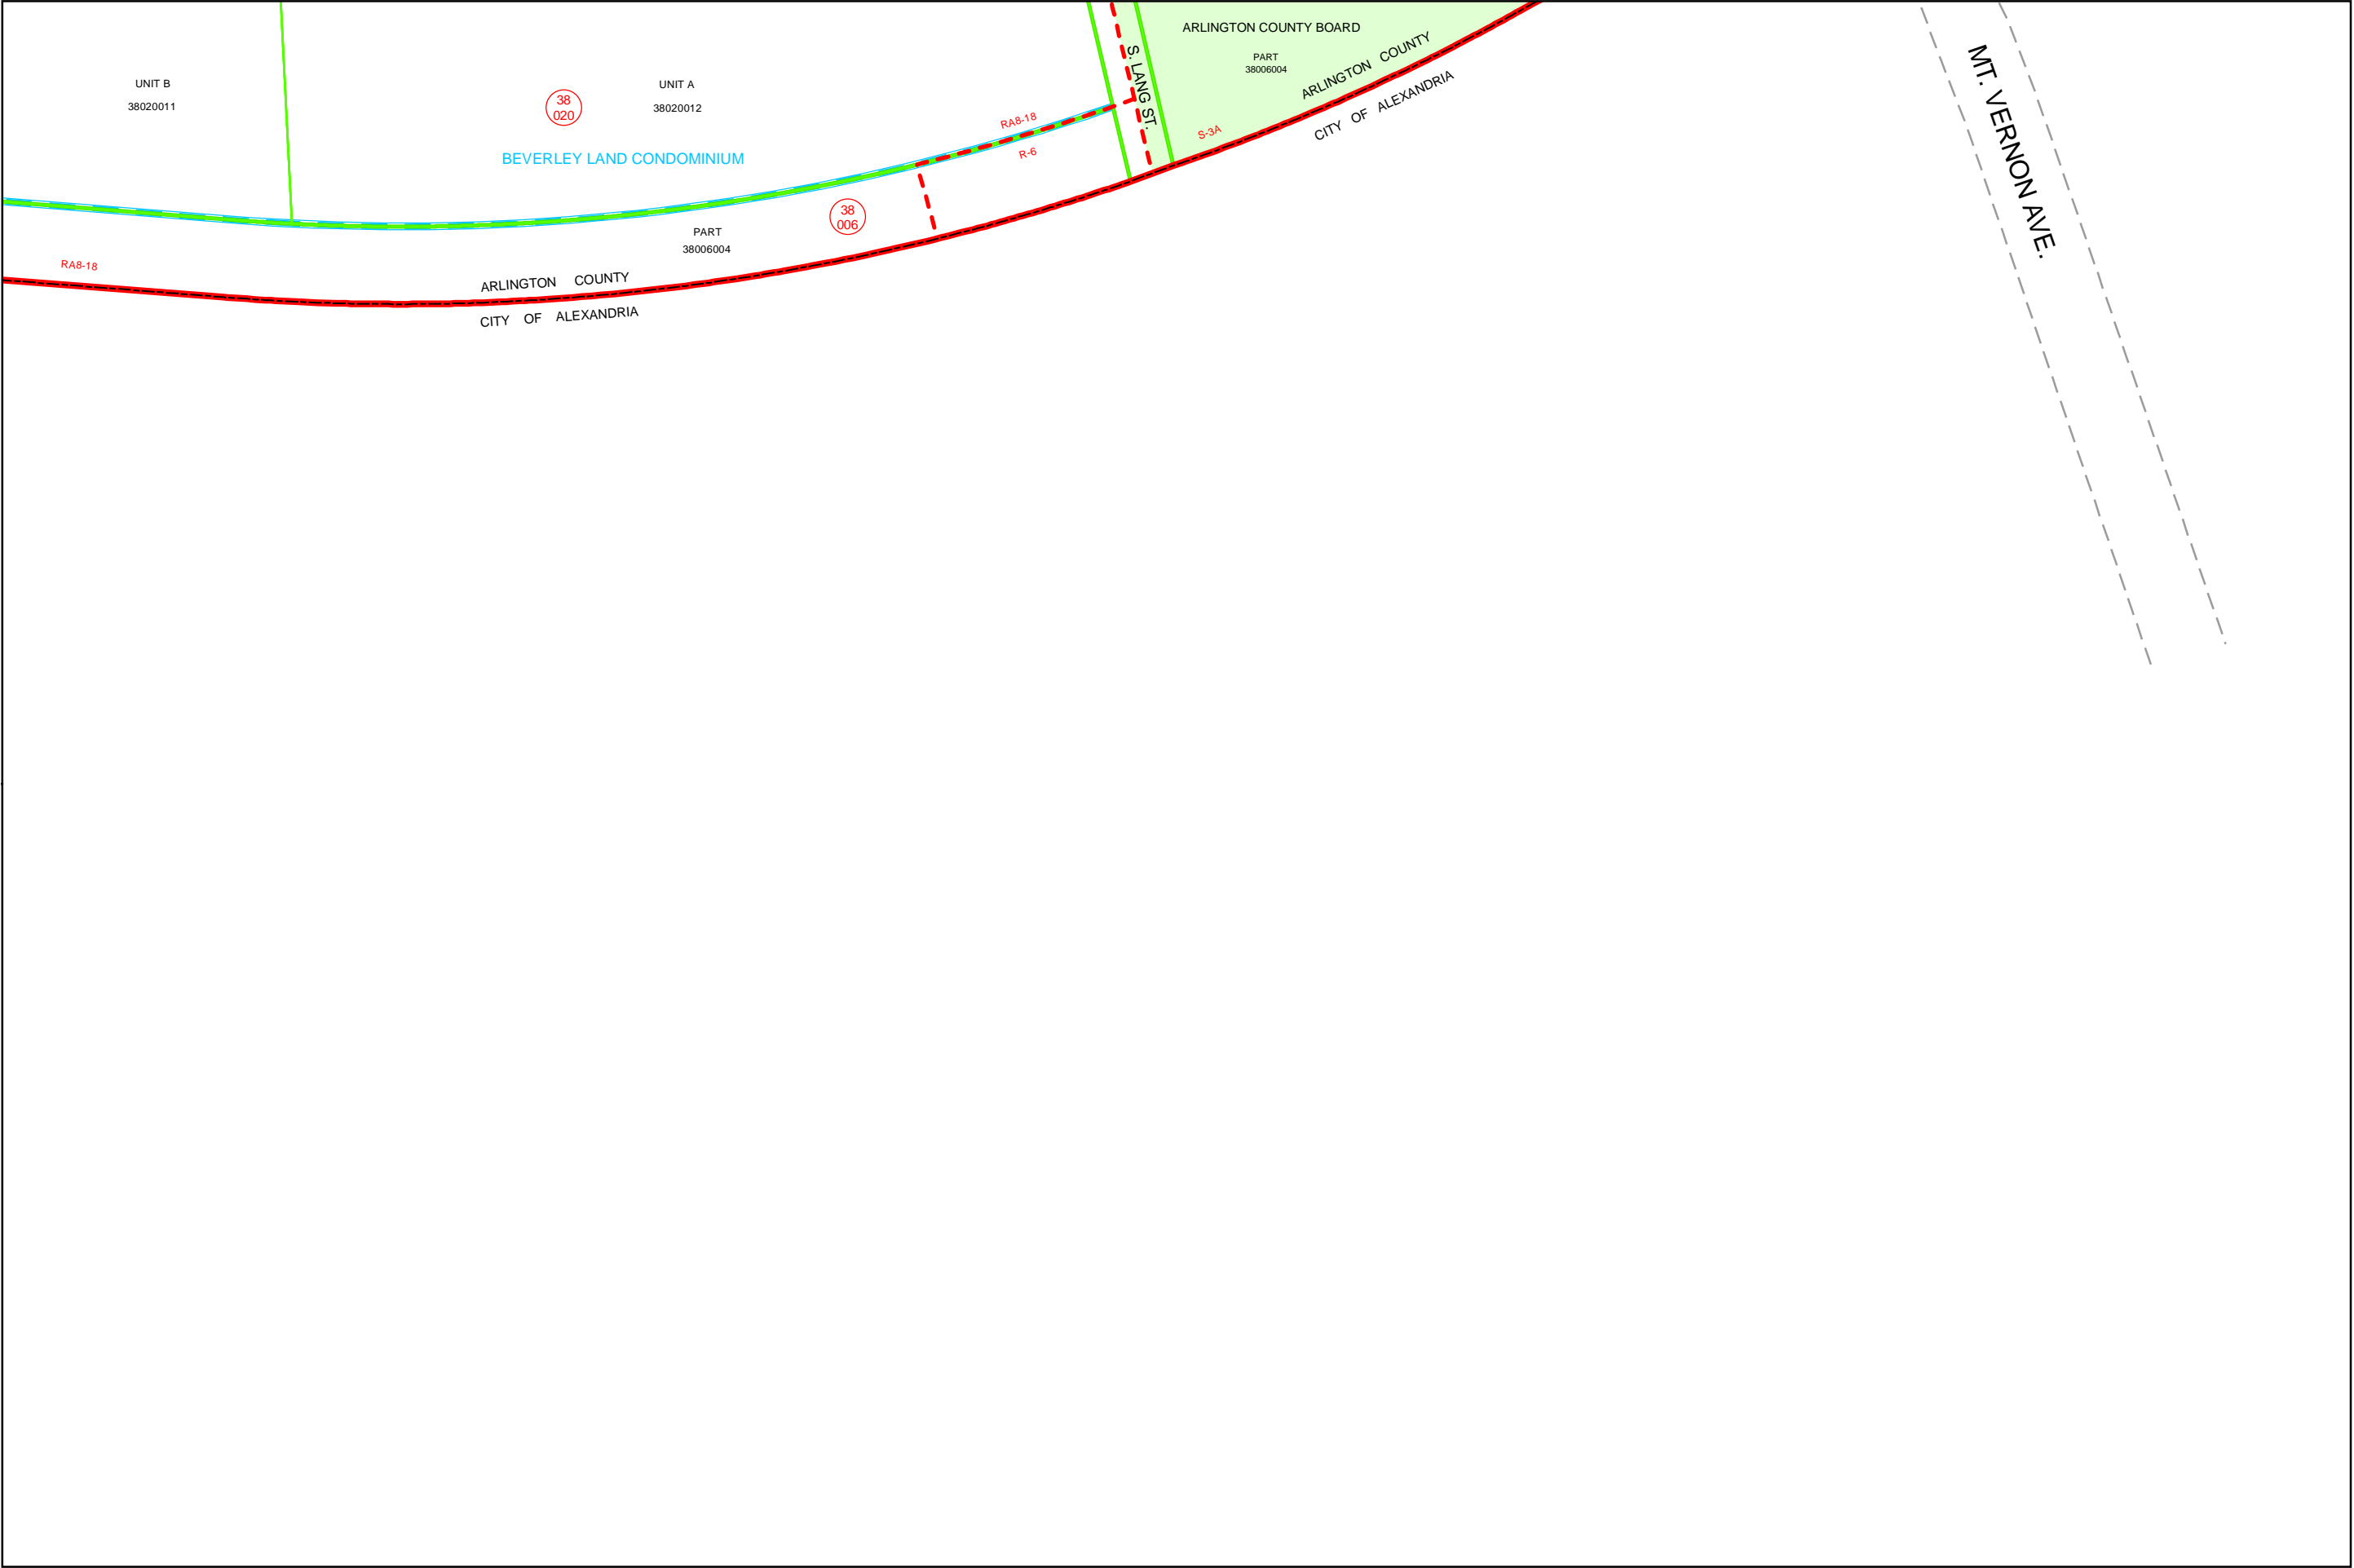 UNIT B
38020011
38
020
UNIT A
38020012
BEVERLEY LAND CONDOMINIUM
RA8-18
R-6
S. LANG ST.
ARLINGTON COUNTY BOARD
PART
38006004
ARLINGTON COUNTY
CITY OF ALEXANDRIA
S-3A
MT. VERNON AVE.
38
006
PART
38006004
RA8-18
ARLINGTON COUNTY
CITY OF ALEXANDRIA